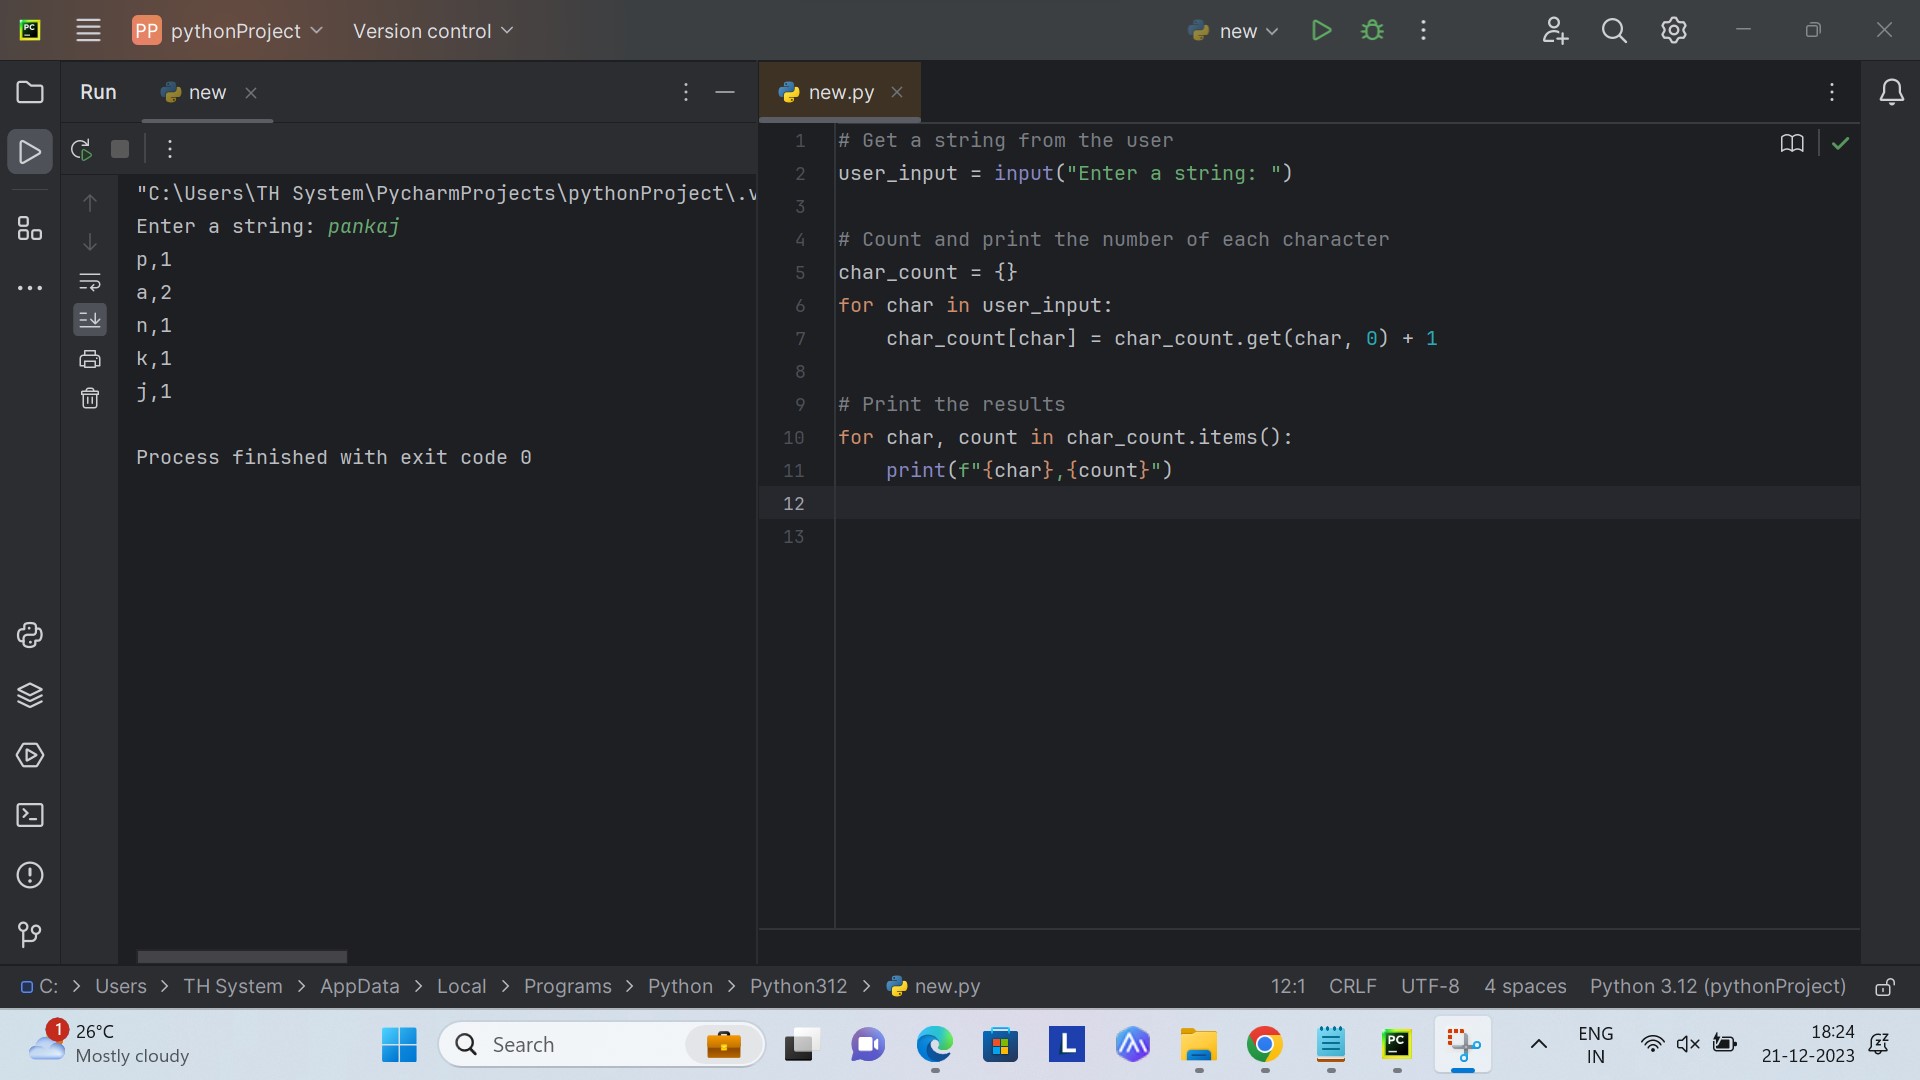 PC PP pythonProject Version control new
Run new
new.py
"C:\Users\TH System\PycharmProjects\pythonProject\.v
Enter a string: pankaj
p,1
a,2
n,1
k,1
j,1
Process finished with exit code 0
1 # Get a string from the user
2 user_input = input("Enter a string: ")
3
4 # Count and print the number of each character
5 char_count = {}
6 for char in user_input:
7 char_count[char] = char_count.get(char, 0) + 1
8
9 # Print the results
10 for char, count in char_count.items():
11 print(f"{char},{count}")
12
13
C: > Users > TH System > AppData > Local > Programs > Python > Python312 > new.py
12:1 CRLF UTF-8 4 spaces Python 3.12 (pythonProject)
1 26°C
Mostly cloudy
Search
L
PC
ENG
IN
18:24
21-12-2023